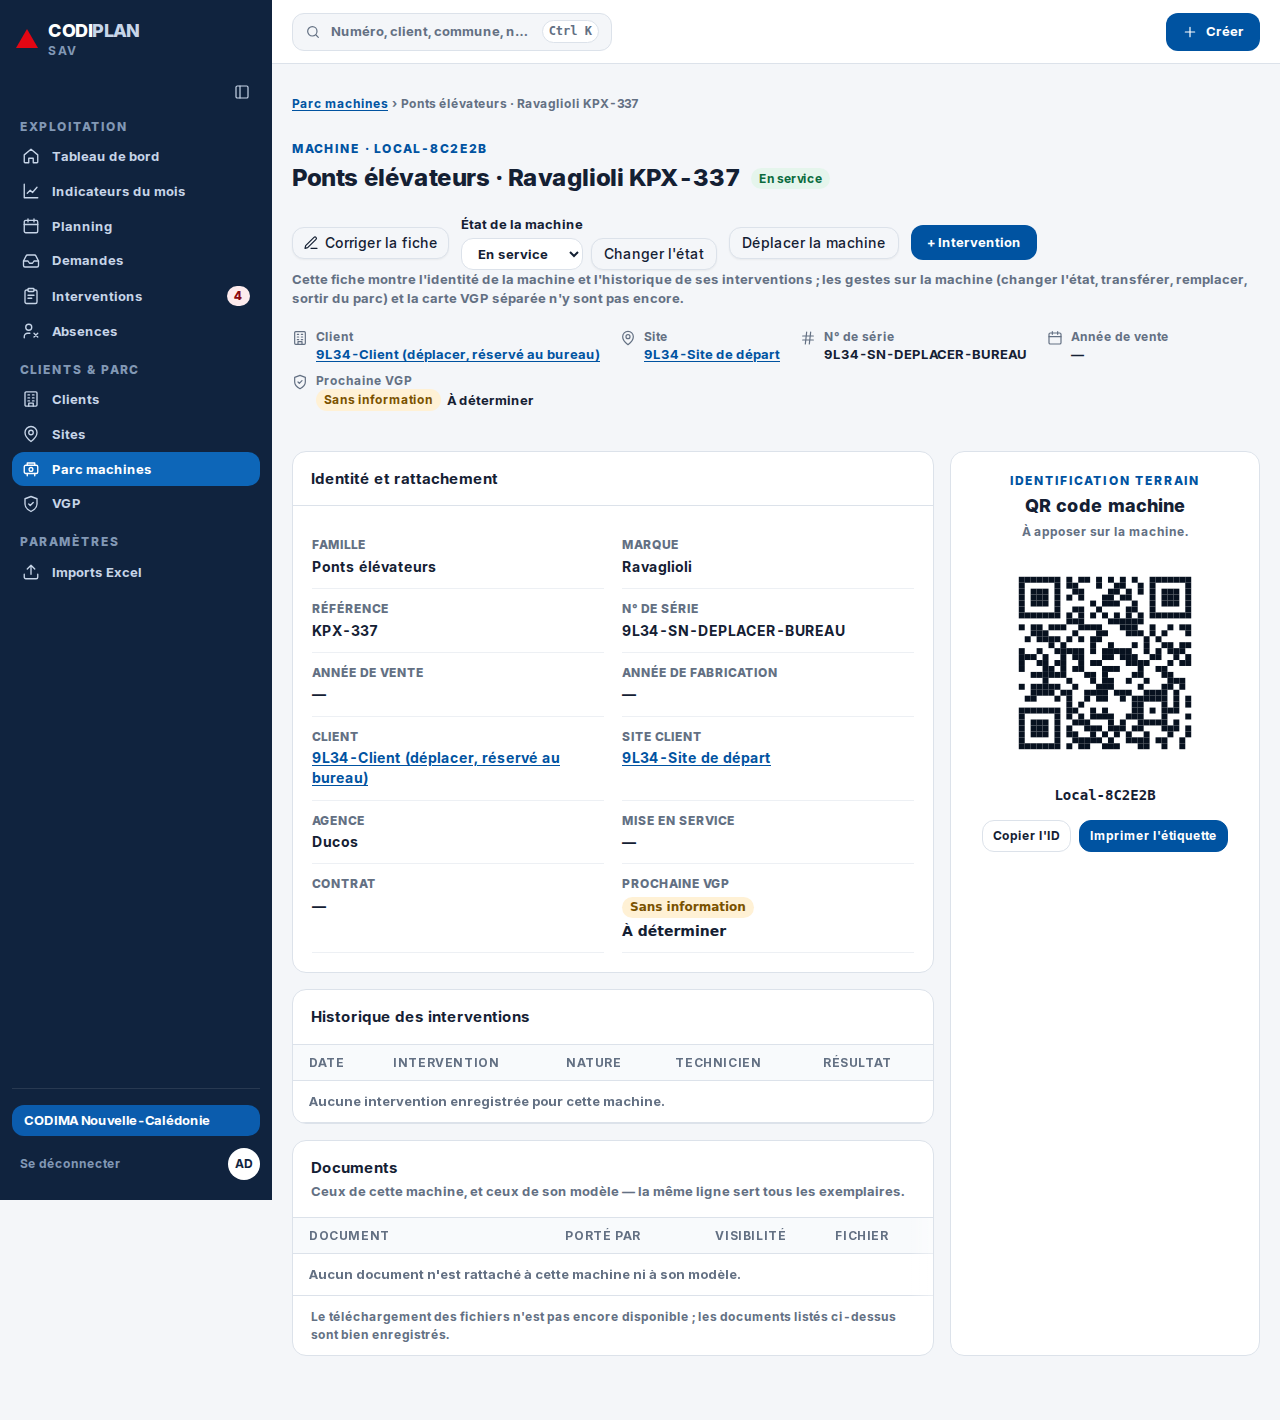 CODIPLAN
SAV
EXPLOITATION
Tableau de bord
Indicateurs du mois
Planning
Demandes
Interventions 4
Absences
CLIENTS & PARC
Clients
Sites
Parc machines
VGP
PARAMÈTRES
Imports Excel
CODIMA Nouvelle-Calédonie
Se déconnecter AD
Numéro, client, commune, n… Ctrl K
Créer
Parc machines › Ponts élévateurs · Ravaglioli KPX-337
MACHINE · LOCAL-8C2E2B
Ponts élévateurs · Ravaglioli KPX-337 En service
Corriger la fiche
État de la machine
En service
Changer l'état
Déplacer la machine
+ Intervention
Cette fiche montre l'identité de la machine et l'historique de ses interventions ; les gestes sur la machine (changer l'état, transférer, remplacer,
sortir du parc) et la carte VGP séparée n'y sont pas encore.
Client
9L34-Client (déplacer, réservé au bureau)
Site
9L34-Site de départ
N° de série
9L34-SN-DEPLACER-BUREAU
Année de vente
—
Prochaine VGP
Sans information À déterminer
Identité et rattachement
FAMILLE
Ponts élévateurs
MARQUE
Ravaglioli
RÉFÉRENCE
KPX-337
N° DE SÉRIE
9L34-SN-DEPLACER-BUREAU
ANNÉE DE VENTE
—
ANNÉE DE FABRICATION
—
CLIENT
9L34-Client (déplacer, réservé au
bureau)
SITE CLIENT
9L34-Site de départ
AGENCE
Ducos
MISE EN SERVICE
—
CONTRAT
—
PROCHAINE VGP
Sans information
À déterminer
IDENTIFICATION TERRAIN
QR code machine
À apposer sur la machine.
Local-8C2E2B
Copier l'ID
Imprimer l'étiquette
Historique des interventions
DATE INTERVENTION NATURE TECHNICIEN RÉSULTAT
Aucune intervention enregistrée pour cette machine.
Documents
Ceux de cette machine, et ceux de son modèle — la même ligne sert tous les exemplaires.
DOCUMENT PORTÉ PAR VISIBILITÉ FICHIER
Aucun document n'est rattaché à cette machine ni à son modèle.
Le téléchargement des fichiers n'est pas encore disponible ; les documents listés ci-dessus
sont bien enregistrés.